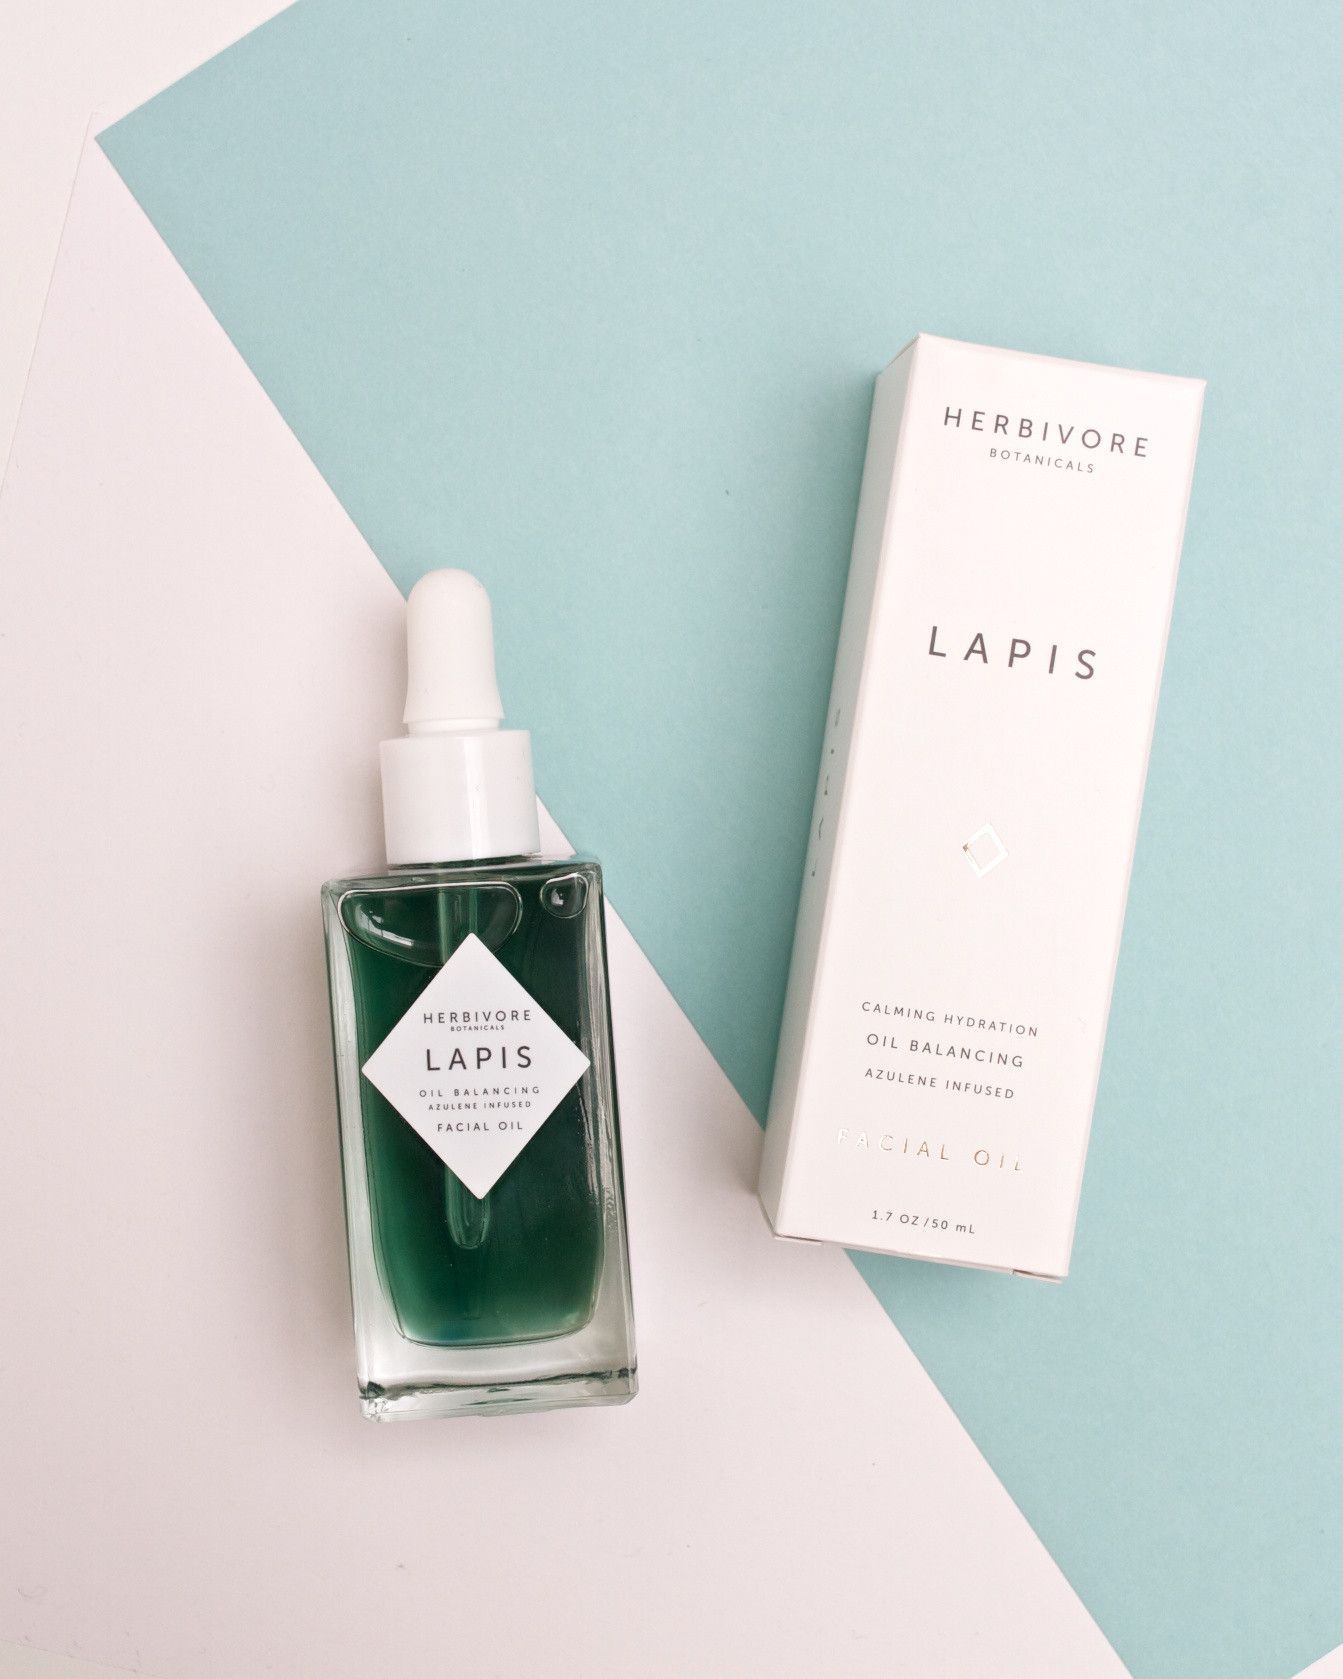 HERBIVORE
BOTANICALS
LAPIS
OIL BALANCING
AZULENE INFUSED
FACIAL OIL
HERBIVORE
BOTANICALS
LAPIS
CALMING HYDRATION
OIL BALANCING
AZULENE INFUSED
FACIAL OIL
1.7 OZ/50 mL